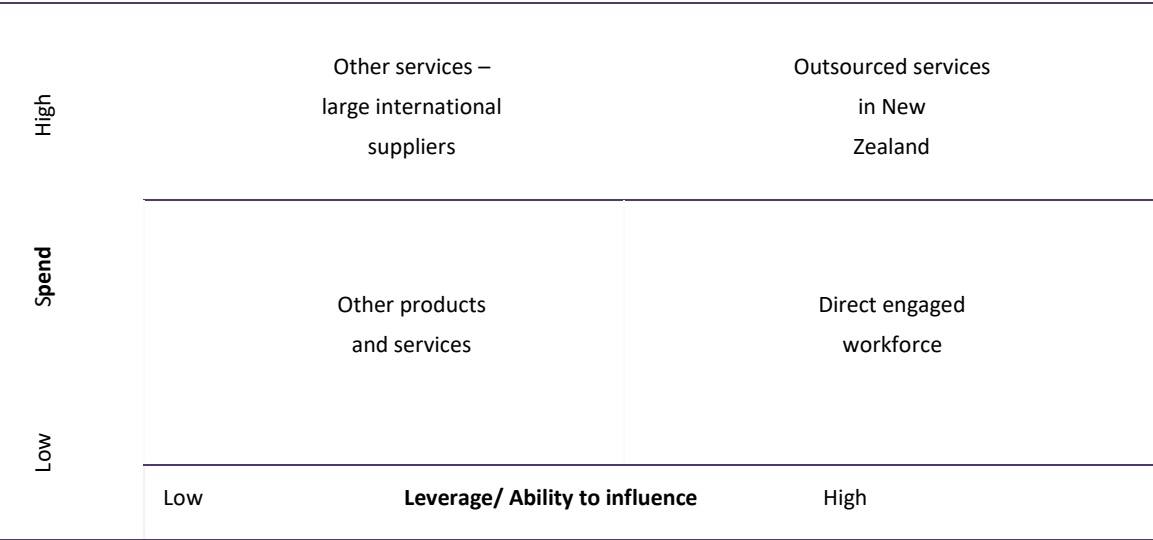 High
Other services –
large international
suppliers
Outsourced services
in New
Zealand
Spend
Other products
and services
Direct engaged
workforce
Low
Low
Leverage/ Ability to influence
High